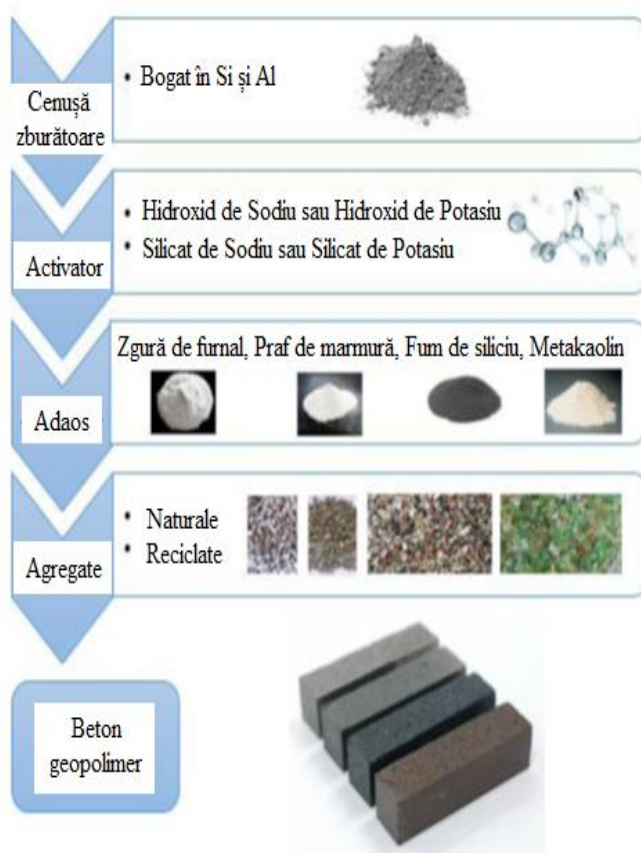 Cenușă
zburătoare
• Bogat în Si și Al
Activator
• Hidroxid de Sodiu sau Hidroxid de Potasiu
• Silicat de Sodiu sau Silicat de Potasiu
Adaos
Zgură de furnal, Praf de marmură, Fum de siliciu, Metakaolin
Agregate
• Naturale
• Reciclate
Beton
geopolimer